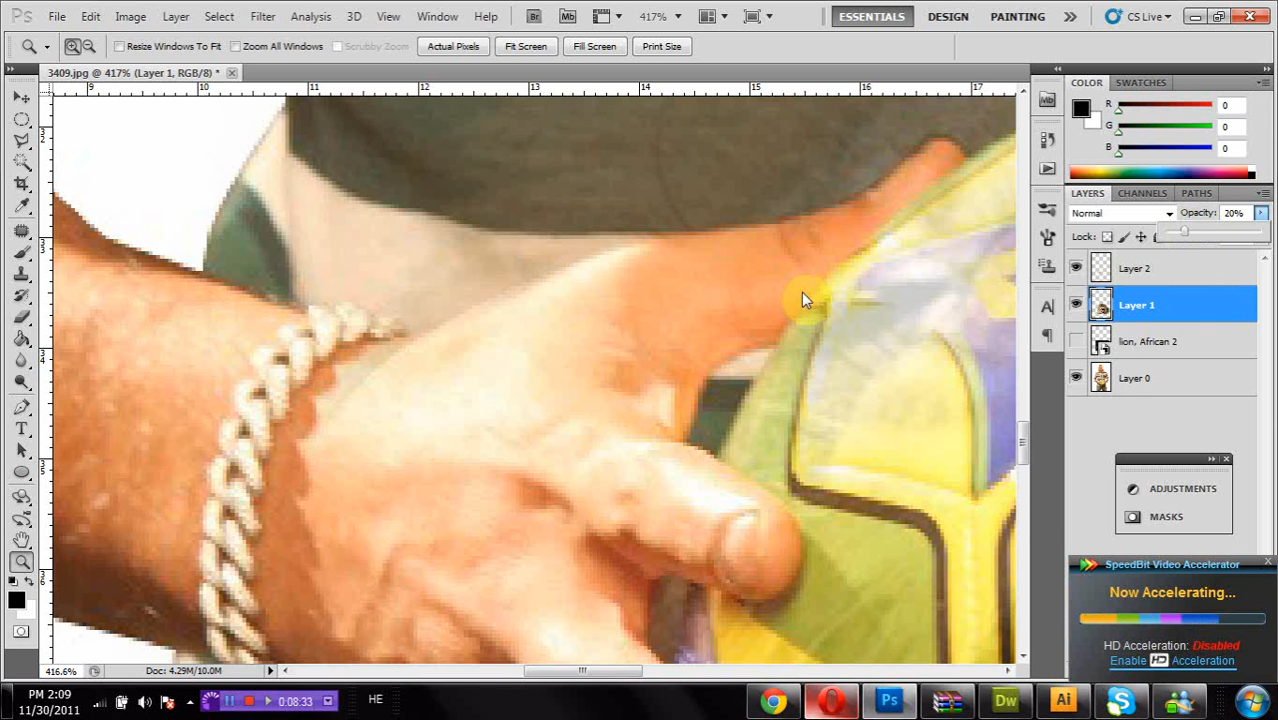 Ps File Edit Image Layer Select Filter Analysis 3D View Window Help Br Mb 417% ESSENTIALS DESIGN PAINTING CS Live
Resize Windows To Fit Zoom All Windows Scrubby Zoom Actual Pixels Fit Screen Fill Screen Print Size
3409.jpg @ 417% (Layer 1, RGB/8) *
9 10 11 12 13 14 15 16 17
COLOR SWATCHES
R 0
G 0
B 0
LAYERS CHANNELS PATHS
Normal Opacity: 20%
Lock:
Layer 2
Layer 1
lion, African 2
Layer 0
ADJUSTMENTS
MASKS
SpeedBit Video Accelerator
Now Accelerating...
HD Acceleration: Disabled
Enable HD Acceleration
416.6% Doc: 4.29M/10.0M
PM 2:09
11/30/2011
00:08:33
HE
Ps Dw Ai